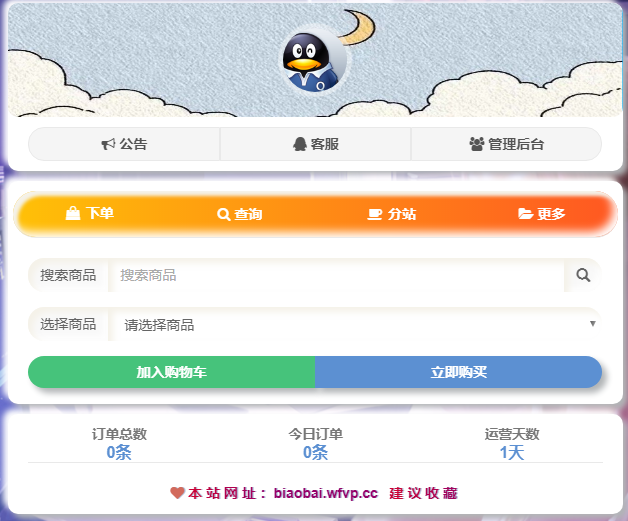 公告 客服 管理后台
下单 查询 分站 更多
搜索商品 搜索商品
选择商品 请选择商品
加入购物车 立即购买
订单总数 今日订单 运营天数
0条 0条 1天
本站网址：biaobai.wfvp.cc 建议收藏